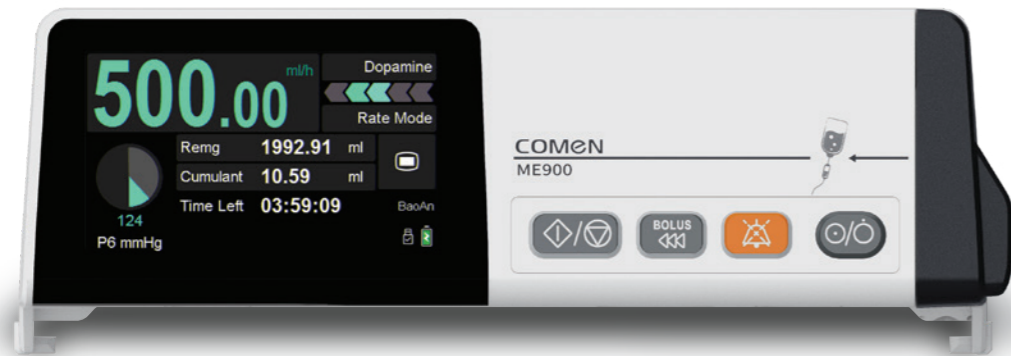 500.00 ml/h
Dopamine
Rate Mode
Remg 1992.91 ml
Cumulant 10.59 ml
Time Left 03:59:09
BaoAn
124
P6 mmHg
COMEN
ME900
BOLUS